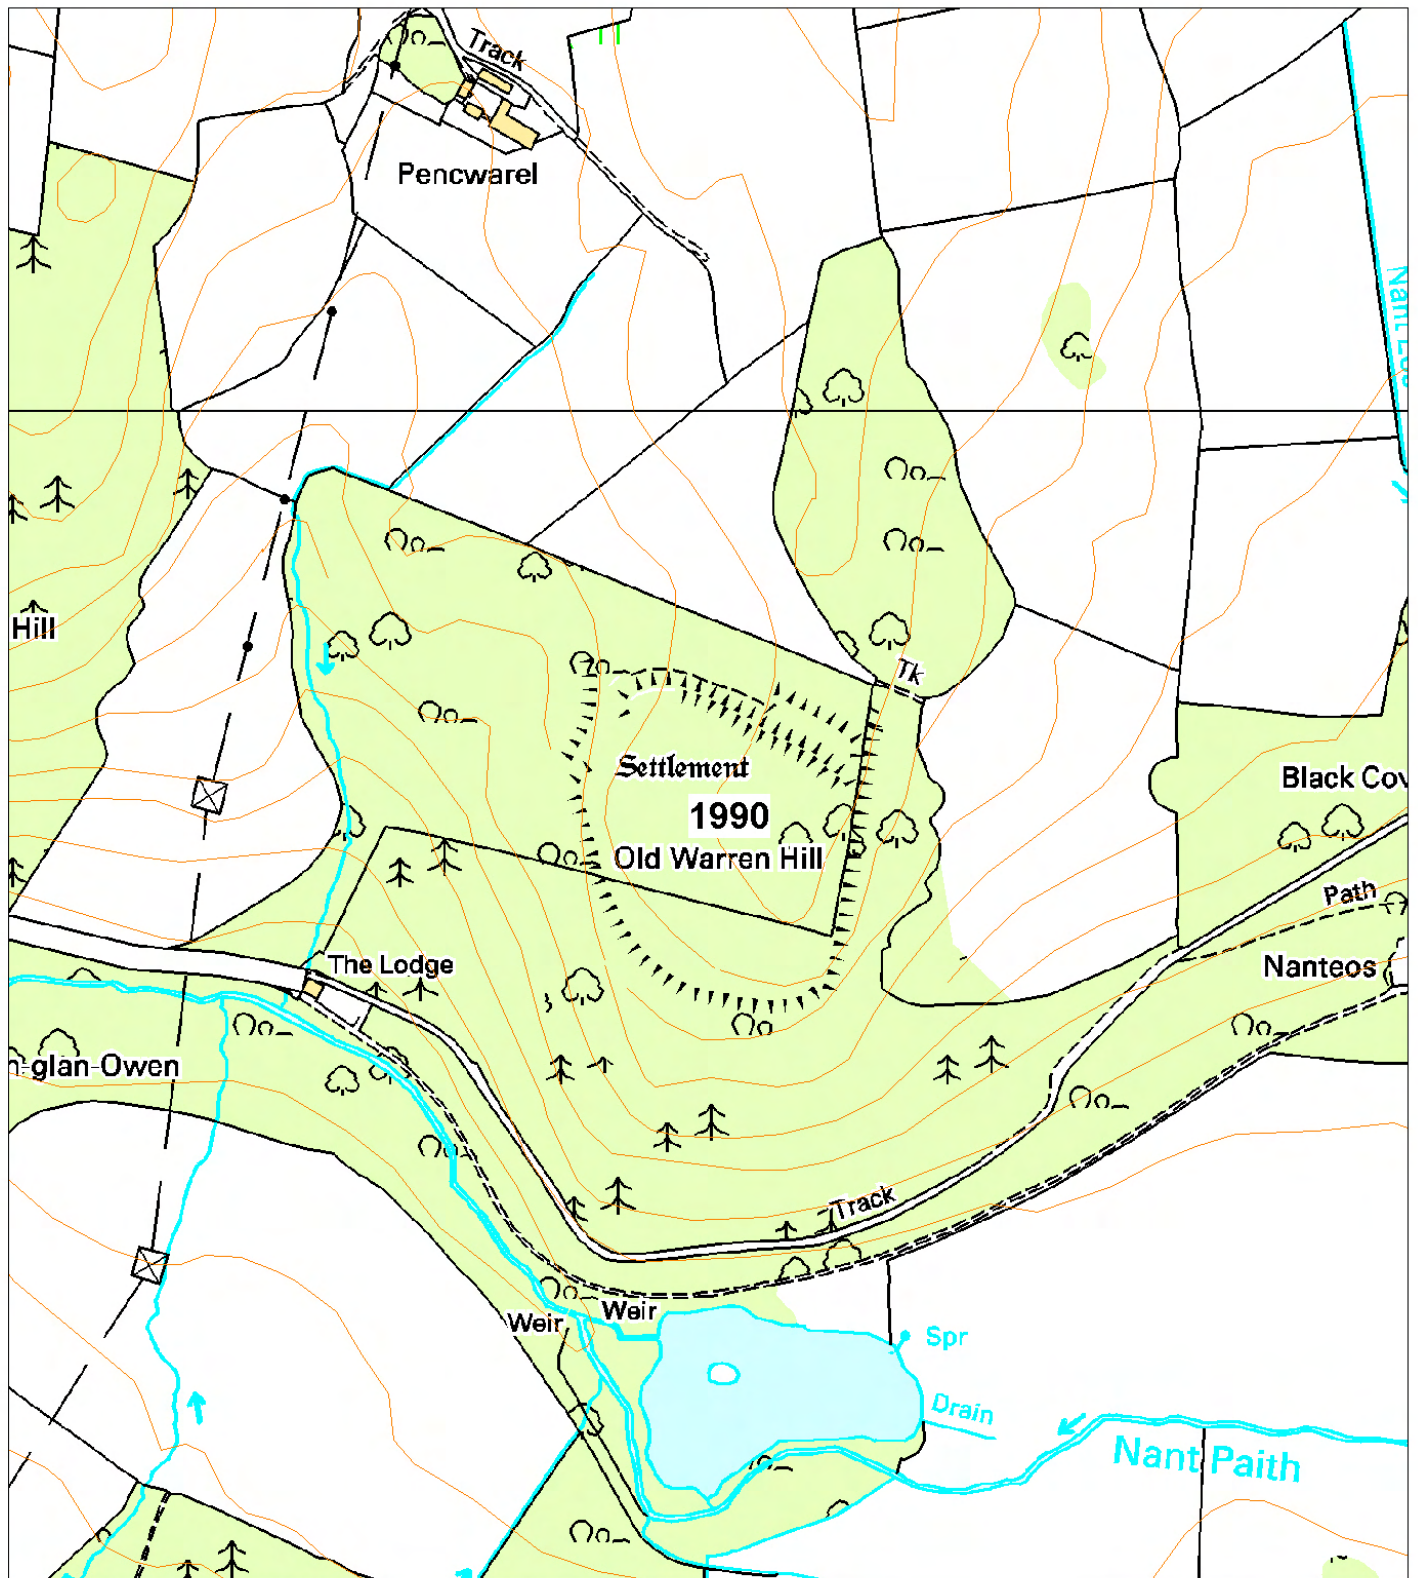 Track
Pencwarel
Nant
Hill
Tk
Settlement
1990
Old Warren Hill
Black Cov
Path
The Lodge
Nanteos
n-glan-Owen
Track
Weir
Weir
Spr
Drain
Nant Paith